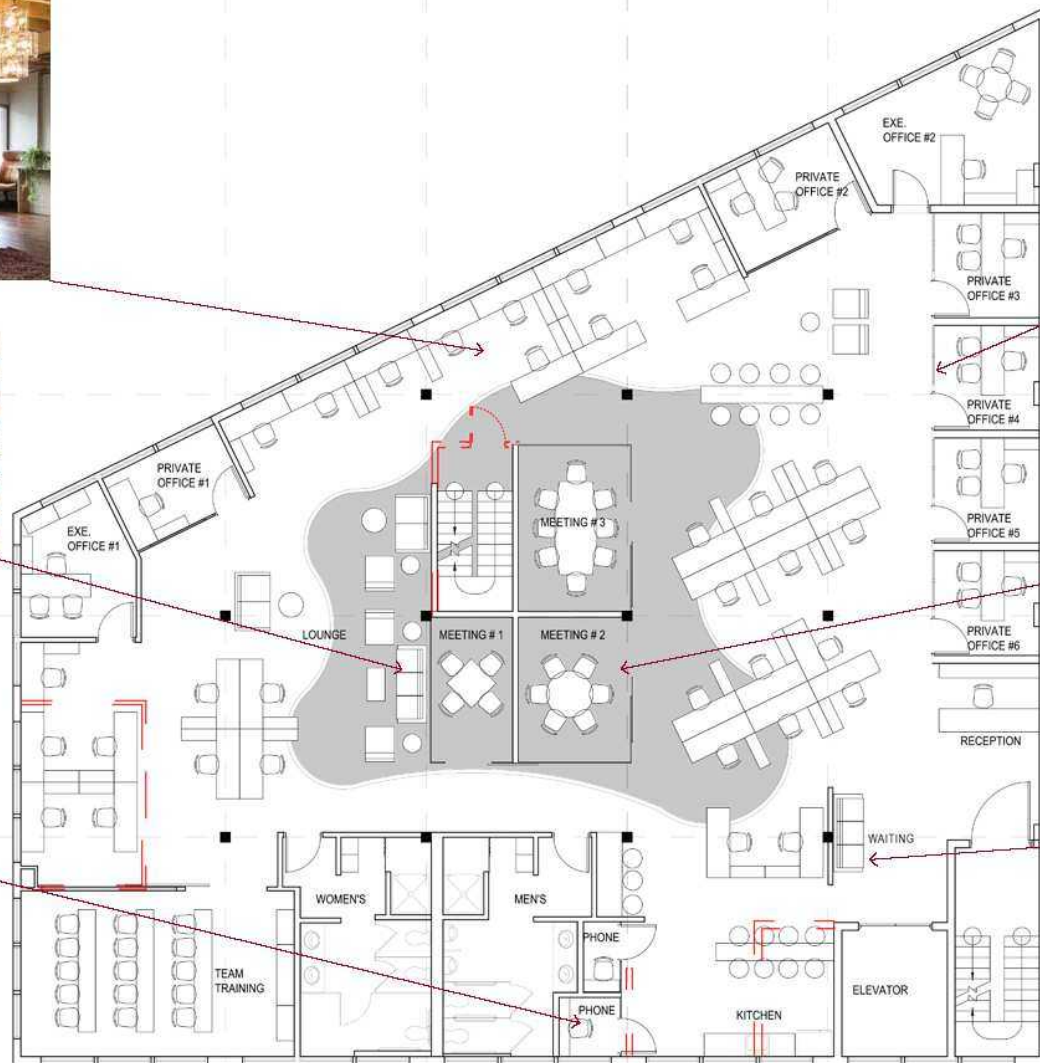 EXE.
OFFICE #2
PRIVATE
OFFICE #2
PRIVATE
OFFICE #3
PRIVATE
OFFICE #4
PRIVATE
OFFICE #1
EXE.
OFFICE #1
MEETING # 3
PRIVATE
OFFICE #5
LOUNGE
MEETING # 1
MEETING # 2
PRIVATE
OFFICE #6
RECEPTION
WAITING
WOMEN'S
MEN'S
PHONE
TEAM
TRAINING
ELEVATOR
PHONE
KITCHEN